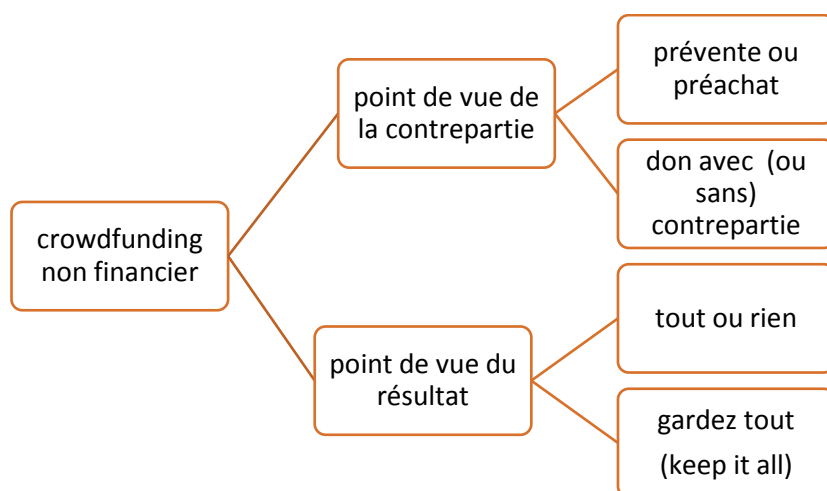 crowdfunding
non financier
point de vue de
la contrepartie
prévente ou
préachat
don avec (ou
sans)
contrepartie
point de vue du
résultat
tout ou rien
gardez tout
(keep it all)